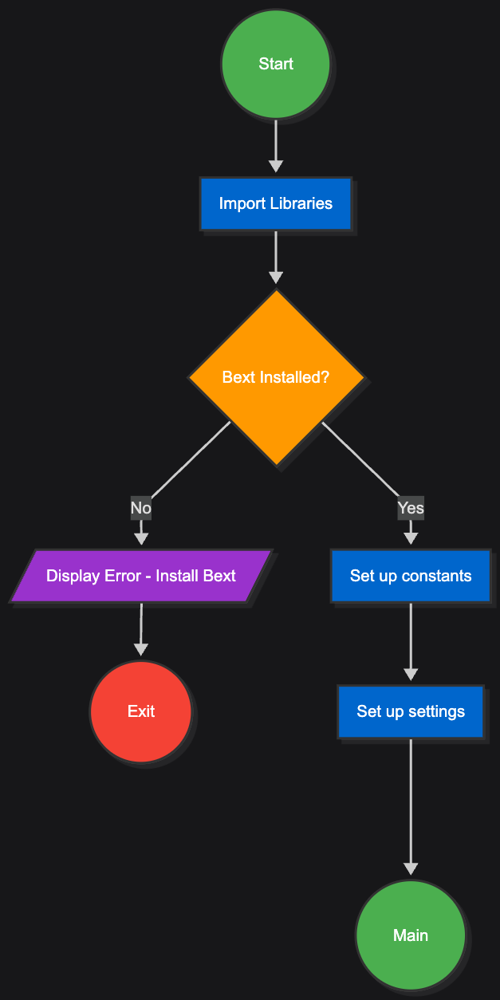 Start
Import Libraries
Bext Installed?
No
Yes
Display Error - Install Bext
Set up constants
Exit
Set up settings
Main